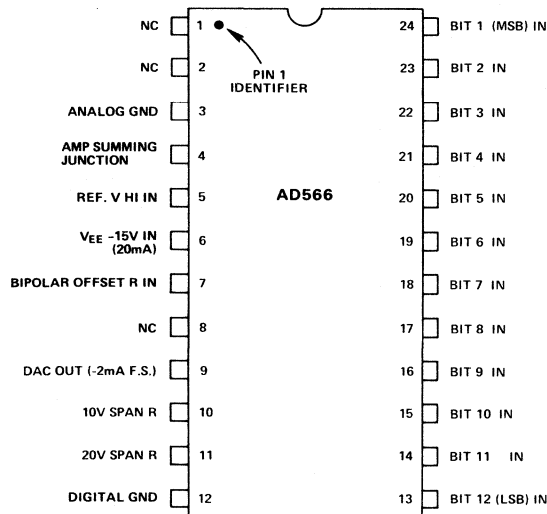 NC 1 24 BIT 1 (MSB) IN
NC 2 23 BIT 2 IN
PIN 1
IDENTIFIER
ANALOG GND 3 22 BIT 3 IN
AMP SUMMING
JUNCTION 4 21 BIT 4 IN
AD566
REF. V HI IN 5 20 BIT 5 IN
VEE -15V IN
(20mA) 6 19 BIT 6 IN
BIPOLAR OFFSET R IN 7 18 BIT 7 IN
NC 8 17 BIT 8 IN
DAC OUT (-2mA F.S.) 9 16 BIT 9 IN
10V SPAN R 10 15 BIT 10 IN
20V SPAN R 11 14 BIT 11 IN
DIGITAL GND 12 13 BIT 12 (LSB) IN